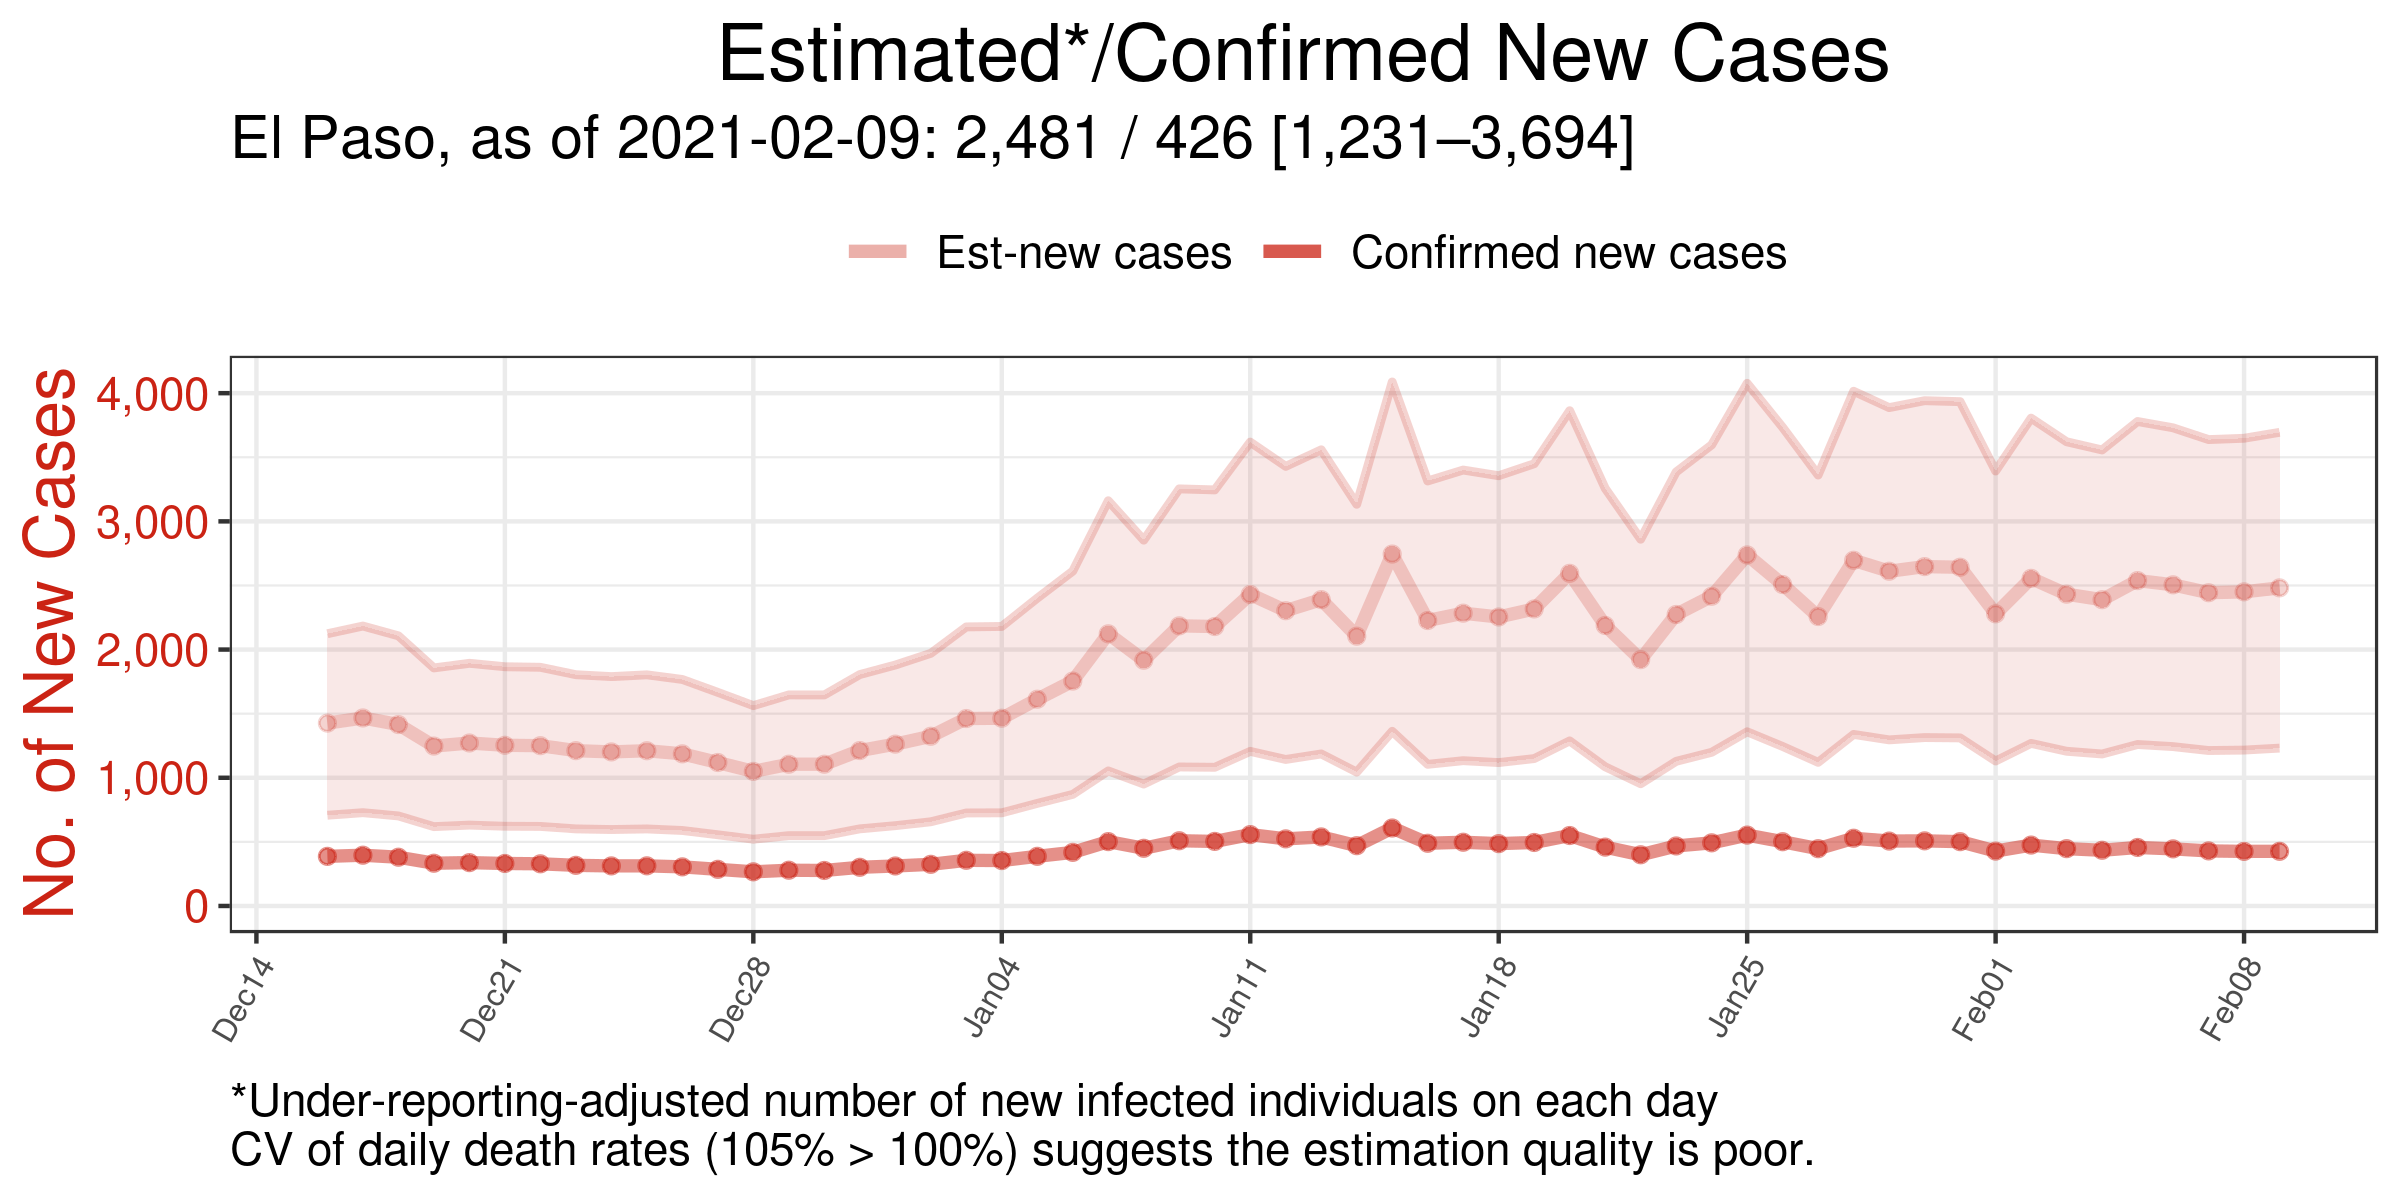 Estimated*/Confirmed New Cases
El Paso, as of 2021-02-09: 2,481 / 426 [1,231–3,694]
Est-new cases Confirmed new cases
No. of New Cases
4,000
3,000
2,000
1,000
0
Dec14 Dec21 Dec28 Jan04 Jan11 Jan18 Jan25 Feb01 Feb08
*Under-reporting-adjusted number of new infected individuals on each day
CV of daily death rates (105% > 100%) suggests the estimation quality is poor.